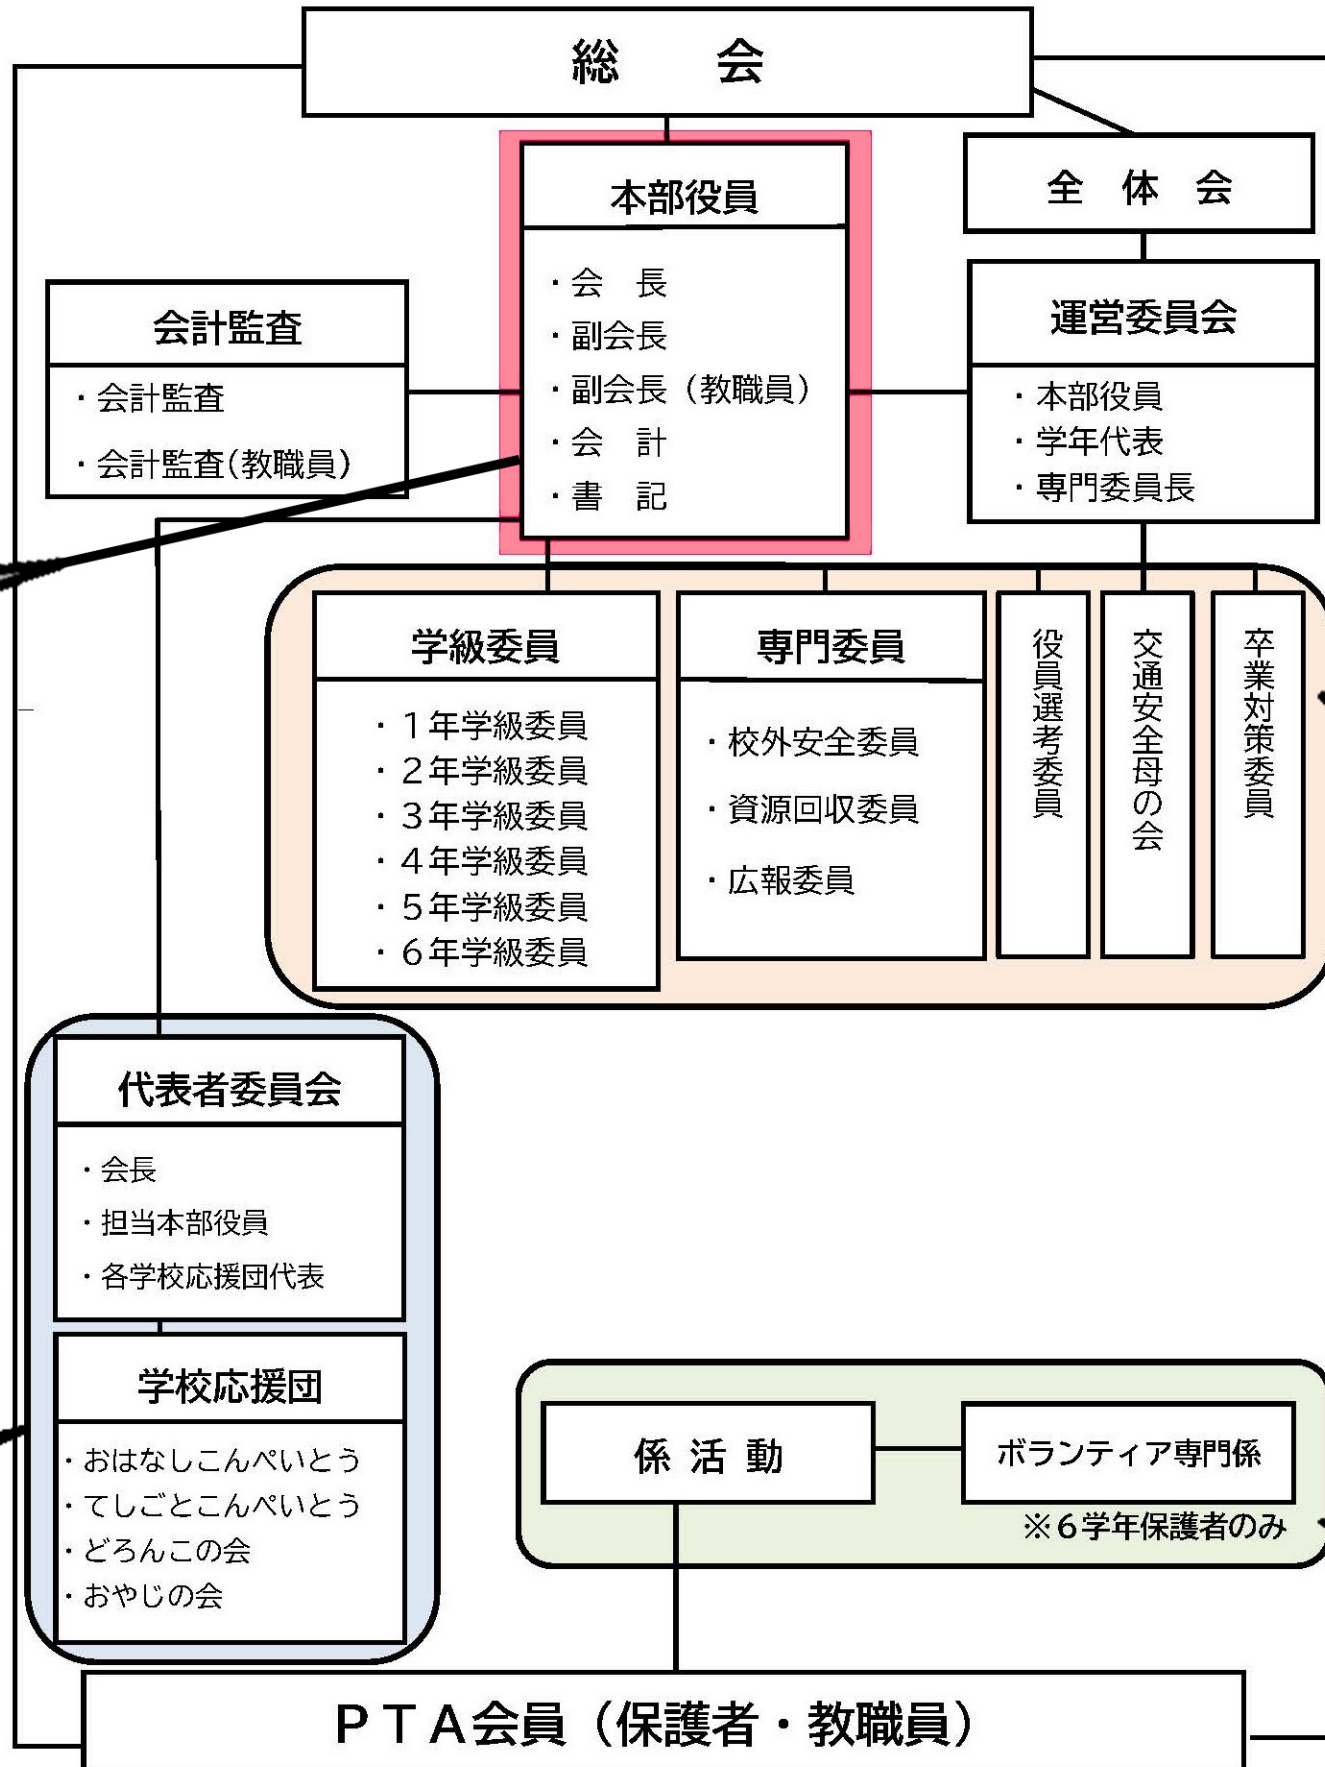 総　会
本部役員
・会　長
・副会長
・副会長（教職員）
・会　計
・書　記
全　体　会
会計監査
・会計監査
・会計監査(教職員)
運営委員会
・本部役員
・学年代表
・専門委員長
学級委員
・１年学級委員
・２年学級委員
・３年学級委員
・４年学級委員
・５年学級委員
・６年学級委員
専門委員
・校外安全委員
・資源回収委員
・広報委員
役員選考委員
交通安全母の会
卒業対策委員
代表者委員会
・会長
・担当本部役員
・各学校応援団代表
学校応援団
・おはなしこんぺいとう
・てしごとこんぺいとう
・どろんこの会
・おやじの会
係 活 動
ボランティア専門係
※６学年保護者のみ
ＰＴＡ会員（保護者・教職員）